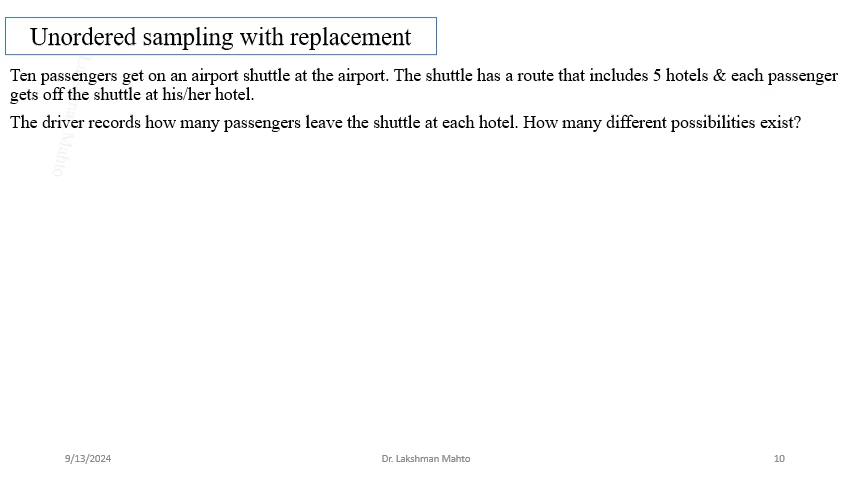 Unordered sampling with replacement
Ten passengers get on an airport shuttle at the airport. The shuttle has a route that includes 5 hotels & each passenger
gets off the shuttle at his/her hotel.
The driver records how many passengers leave the shuttle at each hotel. How many different possibilities exist?
Mahto
9/13/2024
Dr. Lakshman Mahto
10